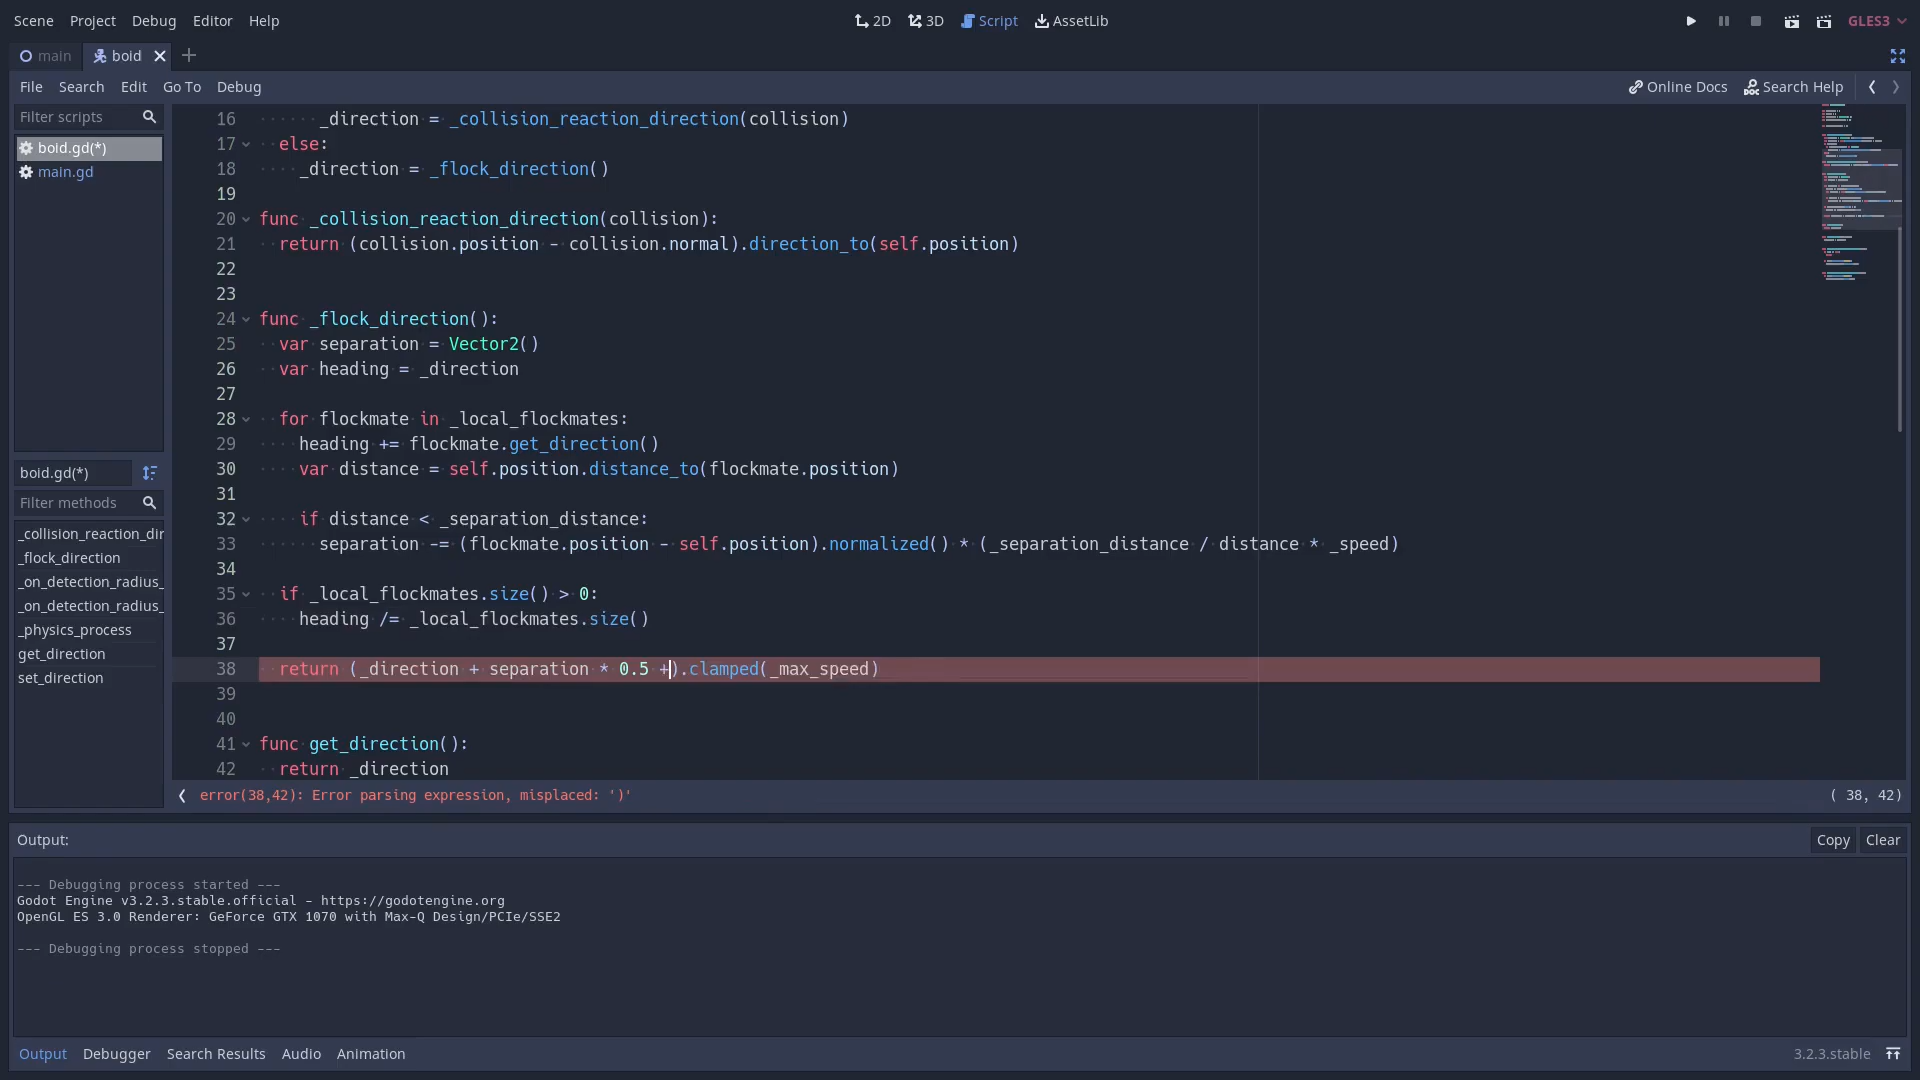 Scene Project Debug Editor Help
2D 3D Script AssetLib
GLES3
main boid
File Search Edit Go To Debug
Online Docs Search Help
Filter scripts
boid.gd(*)
main.gd
boid.gd(*)
Filter methods
_collision_reaction_dir
_flock_direction
_on_detection_radius_
_on_detection_radius_
_physics_process
get_direction
set_direction
16 _direction = _collision_reaction_direction(collision)
17 else:
18 _direction = _flock_direction()
19
20 func _collision_reaction_direction(collision):
21 return (collision.position - collision.normal).direction_to(self.position)
22
23
24 func _flock_direction():
25 var separation = Vector2()
26 var heading = _direction
27
28 for flockmate in _local_flockmates:
29 heading += flockmate.get_direction()
30 var distance = self.position.distance_to(flockmate.position)
31
32 if distance < _separation_distance:
33 separation -= (flockmate.position - self.position).normalized() * (_separation_distance / distance * _speed)
34
35 if _local_flockmates.size() > 0:
36 heading /= _local_flockmates.size()
37
38 return (_direction + separation * 0.5 +).clamped(_max_speed)
39
40
41 func get_direction():
42 return _direction
error(38,42): Error parsing expression, misplaced: ')'
( 38, 42)
Output:
Copy Clear
--- Debugging process started ---
Godot Engine v3.2.3.stable.official - https://godotengine.org
OpenGL ES 3.0 Renderer: GeForce GTX 1070 with Max-Q Design/PCIe/SSE2
--- Debugging process stopped ---
Output Debugger Search Results Audio Animation
3.2.3.stable